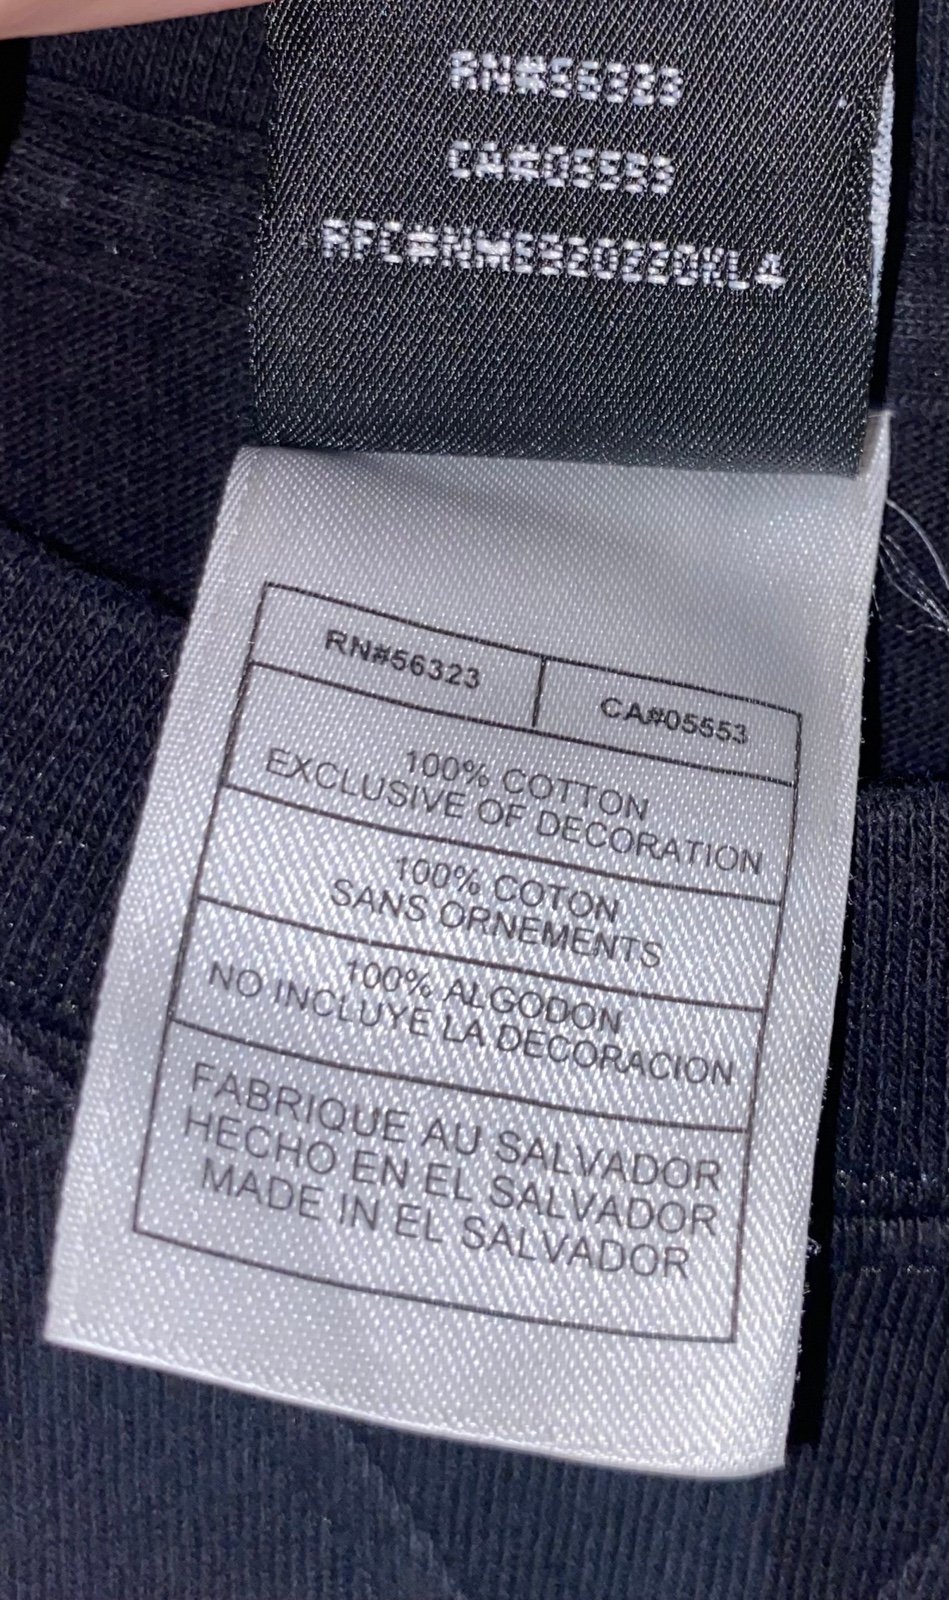 RN#56323
CA#05553
RN#56323
CA#05553
100% COTTON
EXCLUSIVE OF DECORATION
100% COTON
SANS ORNEMENTS
100% ALGODON
NO INCLUYE LA DECORACION
FABRIQUE AU SALVADOR
HECHO EN EL SALVADOR
MADE IN EL SALVADOR